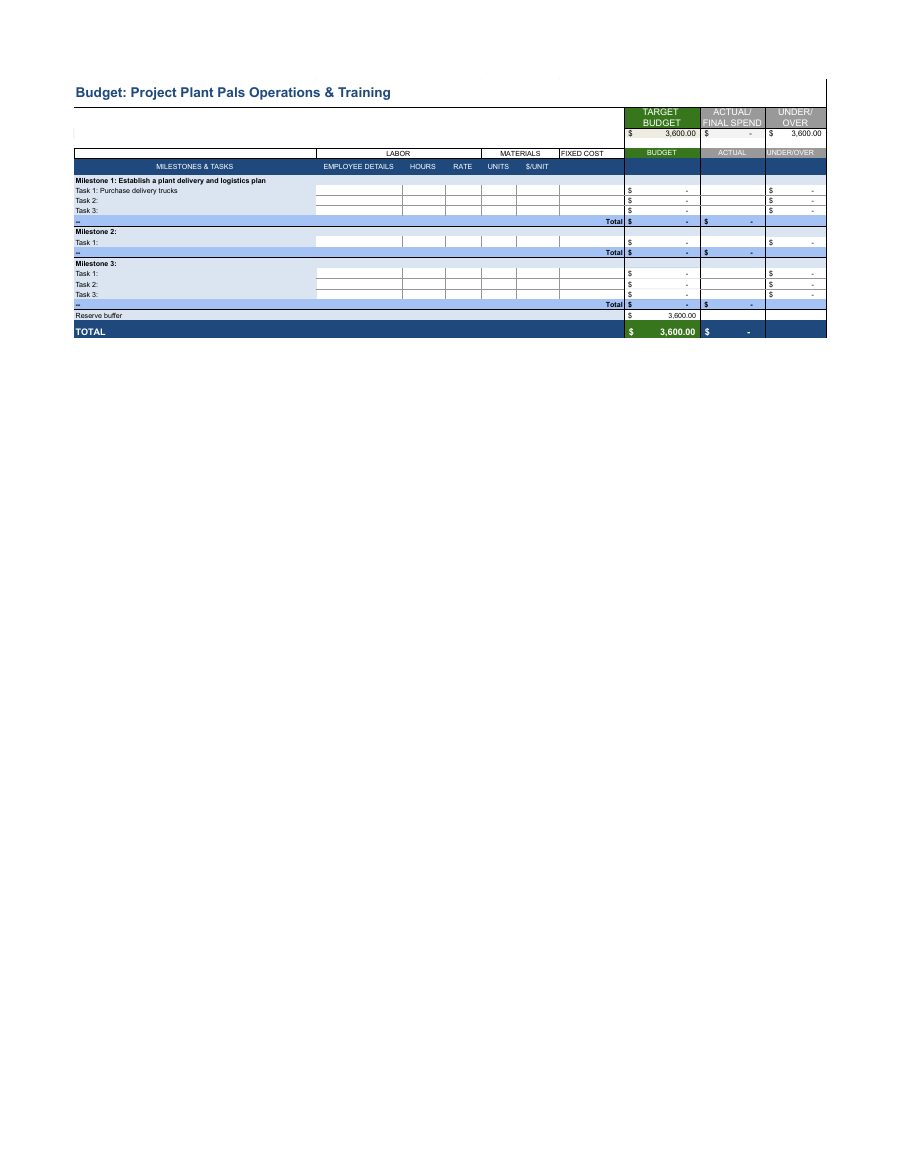 Budget: Project Plant Pals Operations & Training
TARGET BUDGET ACTUAL/ FINAL SPEND UNDER/ OVER
$ 3,600.00 $ - $ 3,600.00
LABOR MATERIALS FIXED COST BUDGET ACTUAL UNDER/OVER
MILESTONES & TASKS EMPLOYEE DETAILS HOURS RATE UNITS $/UNIT
Milestone 1: Establish a plant delivery and logistics plan
Task 1: Purchase delivery trucks $ - $ -
Task 2: $ - $ -
Task 3: $ - $ -
-- Total $ - $ -
Milestone 2:
Task 1: $ - $ -
-- Total $ - $ -
Milestone 3:
Task 1: $ - $ -
Task 2: $ - $ -
Task 3: $ - $ -
-- Total $ - $ -
Reserve buffer $ 3,600.00
TOTAL $ 3,600.00 $ -